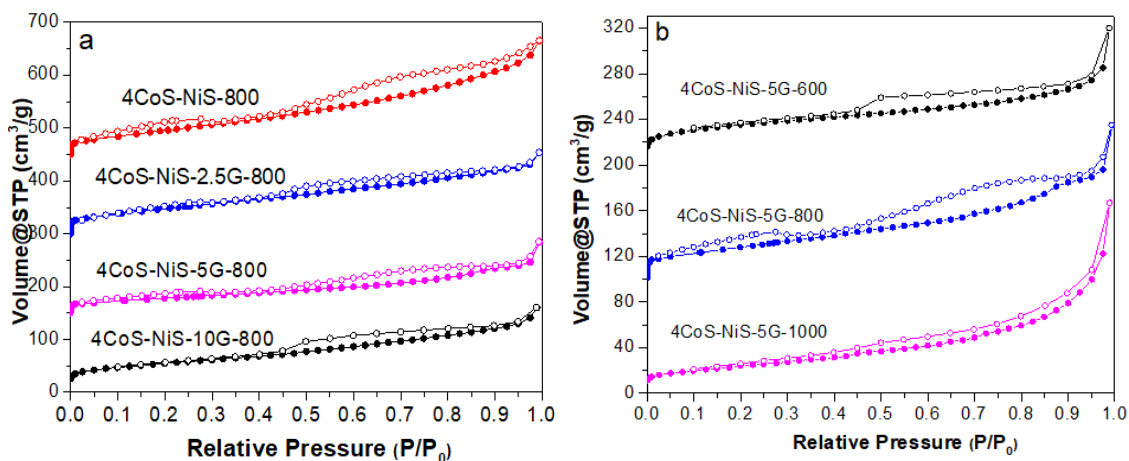 a
700
600
500
400
300
200
100
0
Volume@STP (cm³/g)
4CoS-NiS-800
4CoS-NiS-2.5G-800
4CoS-NiS-5G-800
4CoS-NiS-10G-800
0.0 0.1 0.2 0.3 0.4 0.5 0.6 0.7 0.8 0.9 1.0
Relative Pressure (P/P₀)
b
320
280
240
200
160
120
80
40
0
Volume@STP (cm³/g)
4CoS-NiS-5G-600
4CoS-NiS-5G-800
4CoS-NiS-5G-1000
0.0 0.1 0.2 0.3 0.4 0.5 0.6 0.7 0.8 0.9 1.0
Relative Pressure (P/P₀)